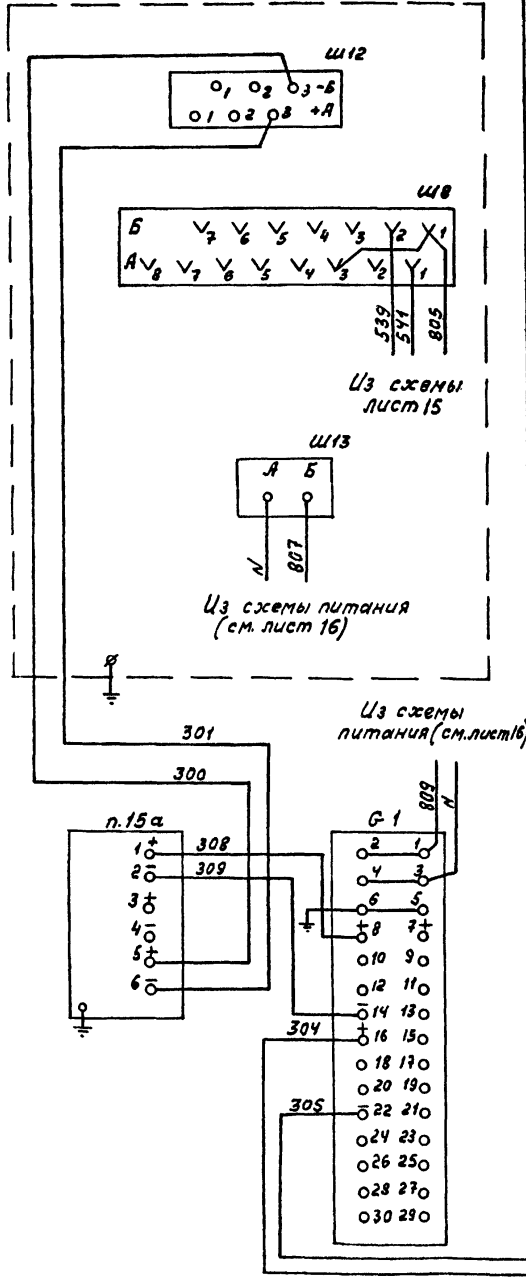 Ш12
1 2 3 -Б
1 2 3 +А
Ш8
Б 7 6 5 4 3 2 1
А 8 7 6 5 4 3 2 1
539 541 805
Из схемы
лист 15
Ш13
А Б
N 807
Из схемы питания
(см. лист 16)
Из схемы
питания (см. лист 16)
301
300
809 N
п.15а
G 1
1 + 308
2 - 309
3 +
4 -
5 +
6 -
304
305
2 1
4 3
6 5
+ 8 7 +
10 9
12 11
- 14 13
+ 16 15
18 17
20 19
- 22 21
24 23
26 25
28 27
30 29